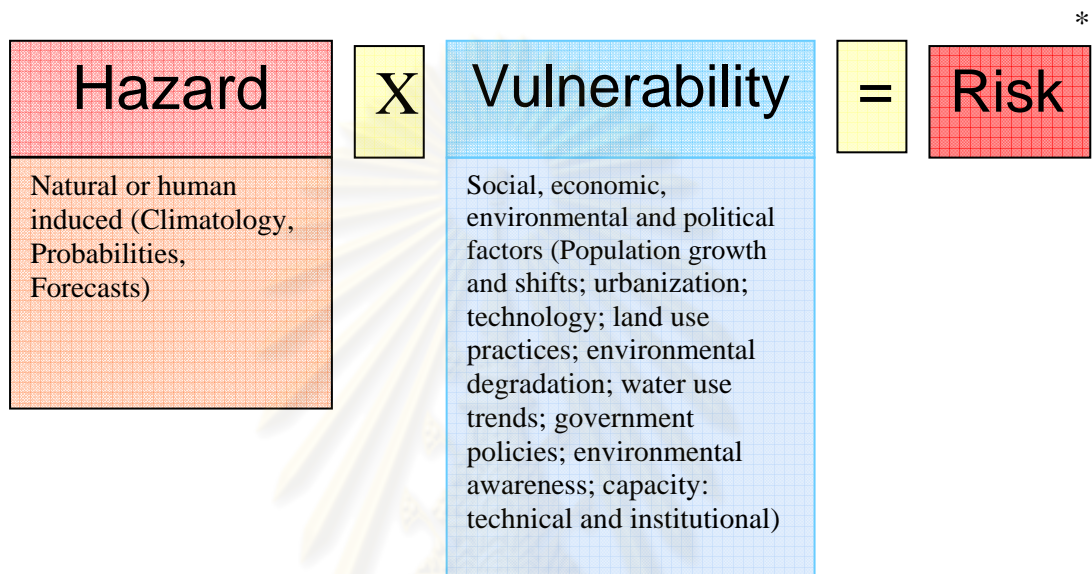 *
Hazard X Vulnerability = Risk
Natural or human
induced (Climatology,
Probabilities,
Forecasts)
Social, economic,
environmental and political
factors (Population growth
and shifts; urbanization;
technology; land use
practices; environmental
degradation; water use
trends; government
policies; environmental
awareness; capacity:
technical and institutional)